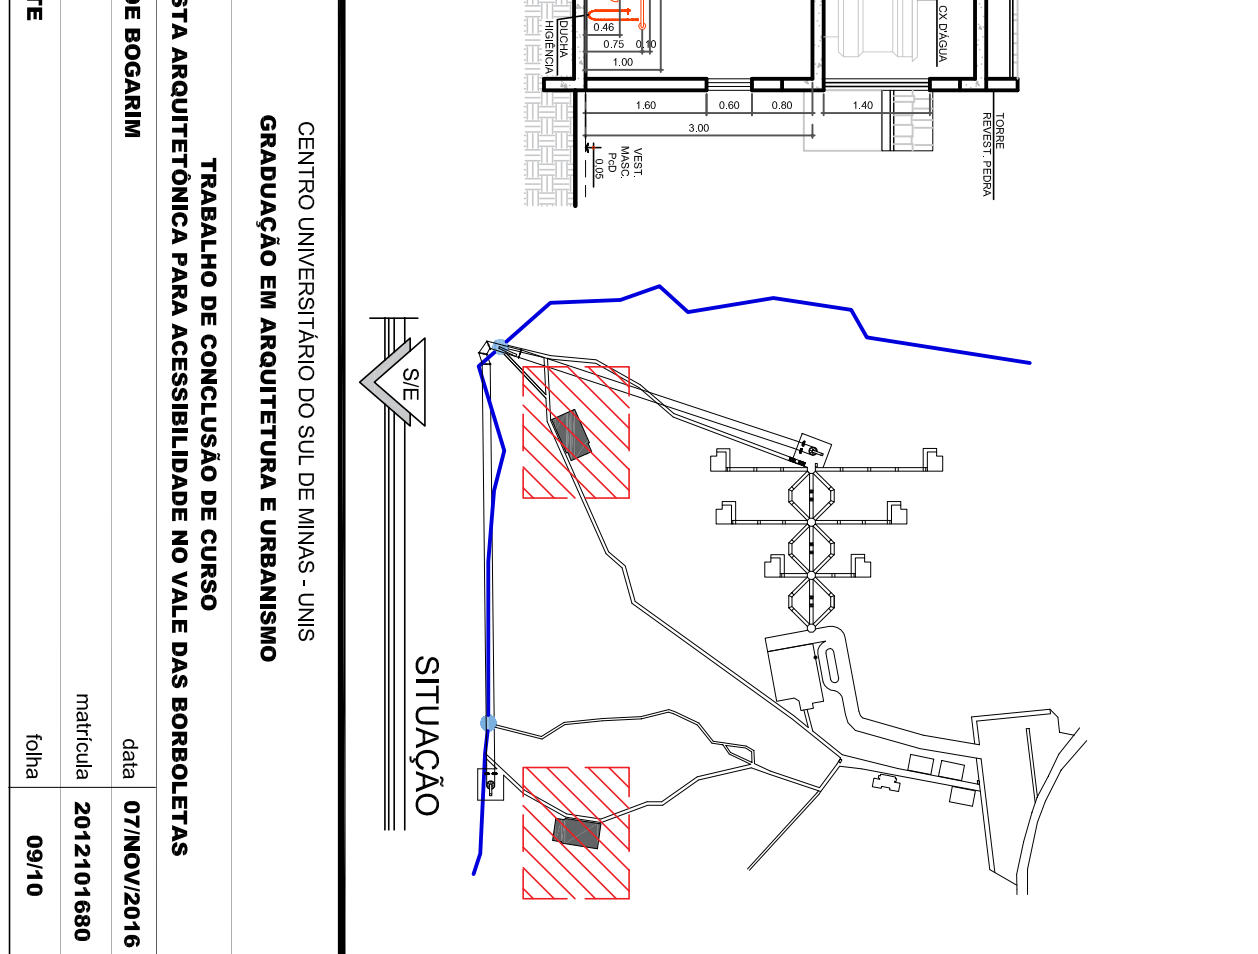 0.46
0.75
0.10
1.00
DUCHA
HIGIÊNCIA
CX D'ÁGUA
1.60
0.60
0.80
1.40
3.00
TORRE
REVEST. PEDRA
VEST.
MASC.
PcD
0.05
S/E
SITUAÇÃO
CENTRO UNIVERSITÁRIO DO SUL DE MINAS - UNIS
GRADUAÇÃO EM ARQUITETURA E URBANISMO
TRABALHO DE CONCLUSÃO DE CURSO
STA ARQUITETÔNICA PARA ACESSIBILIDADE NO VALE DAS BORBOLETAS
DE BOGARIM
data 07/NOV/2016
matrícula 2012101680
TE
folha 09/10